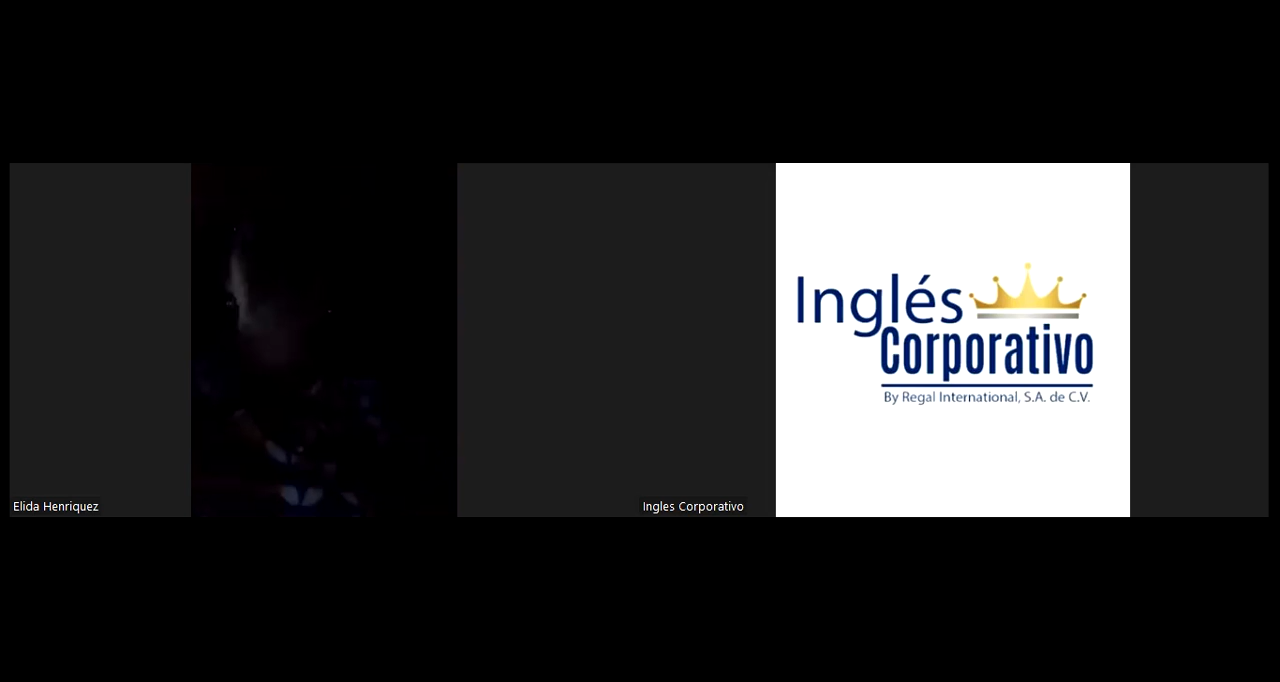 Inglés
Corporativo
By Regal International, S.A. de C.V.
Elida Henriquez
Ingles Corporativo